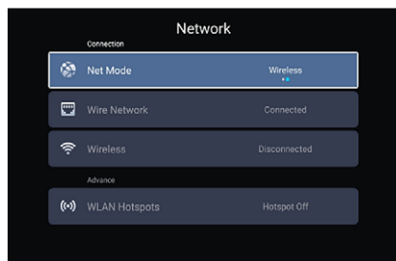 Network
Connection
Net Mode Wireless
Wire Network Connected
Wireless Disconnected
Advance
WLAN Hotspots Hotspot Off